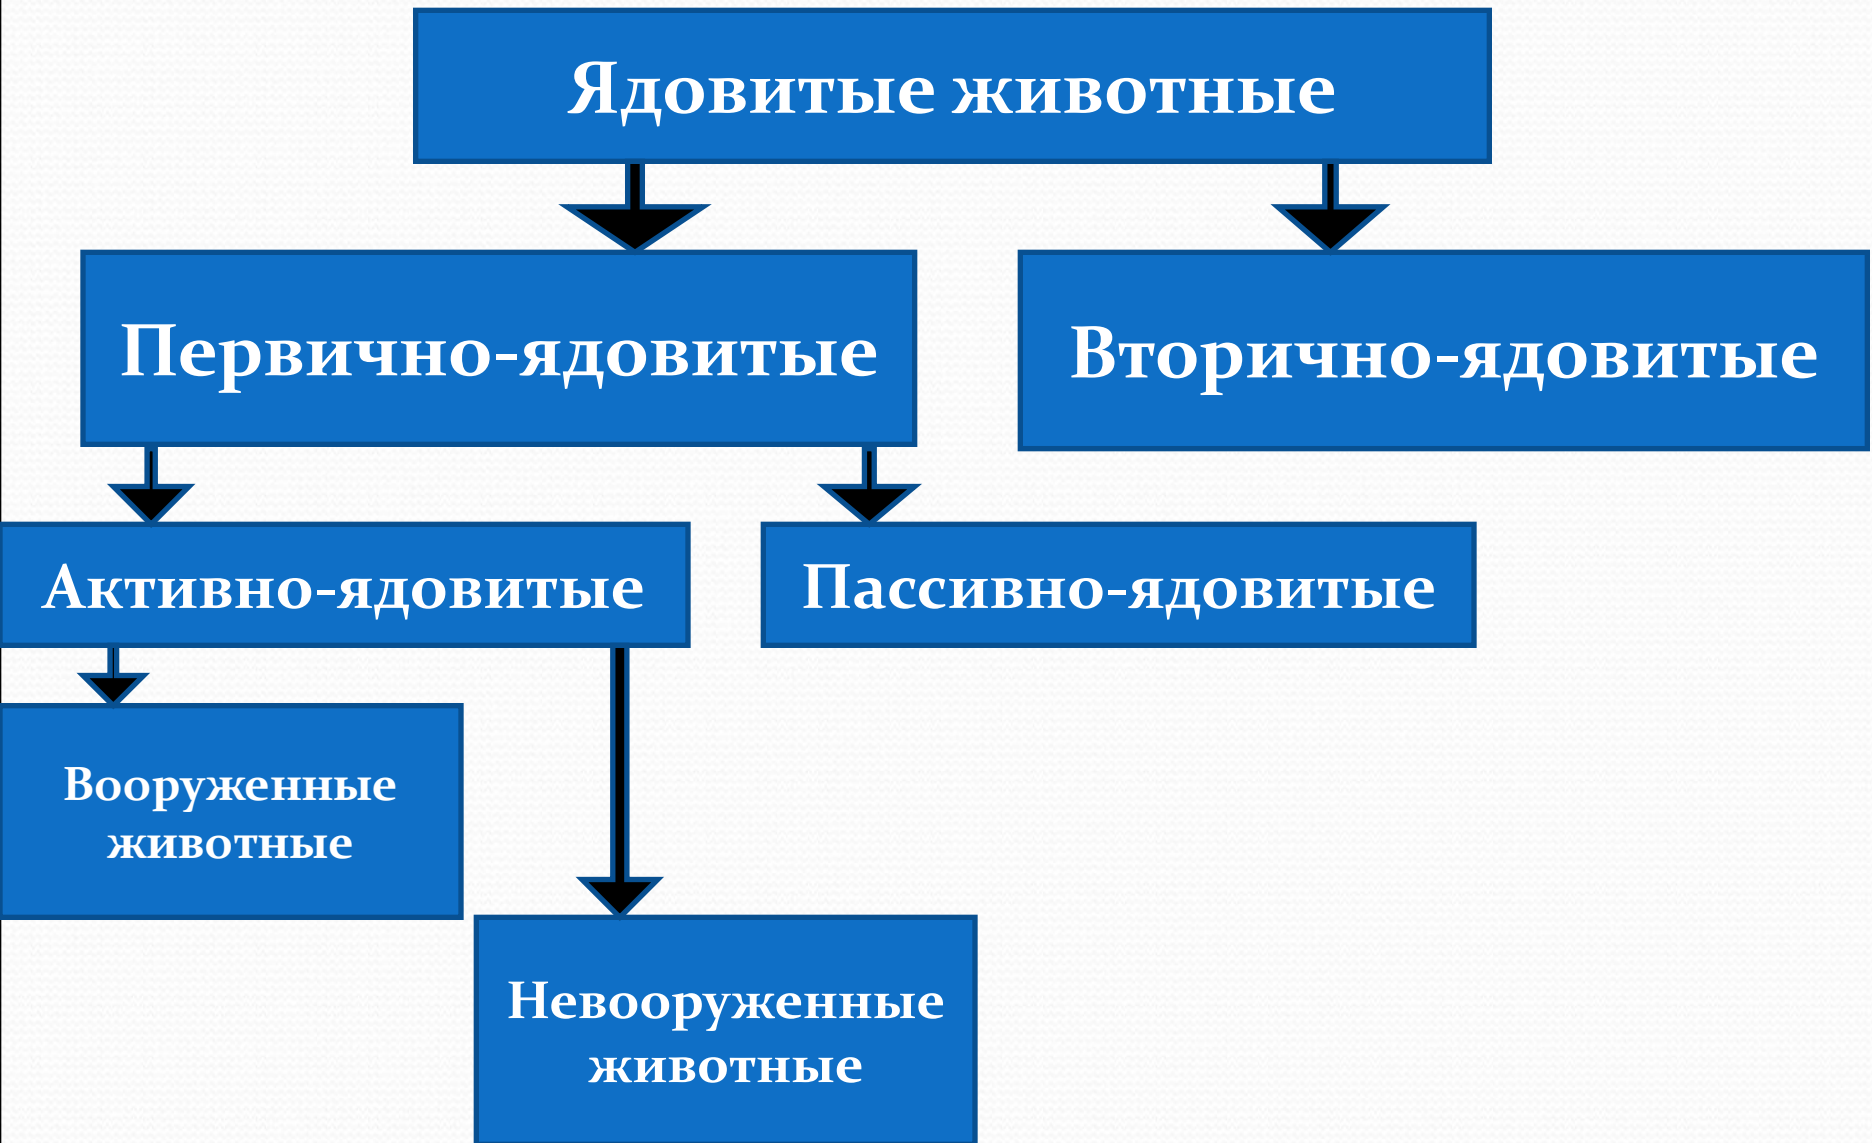 Ядовитые животные
Первично-ядовитые
Вторично-ядовитые
Активно-ядовитые
Пассивно-ядовитые
Вооруженные
животные
Невооруженные
животные